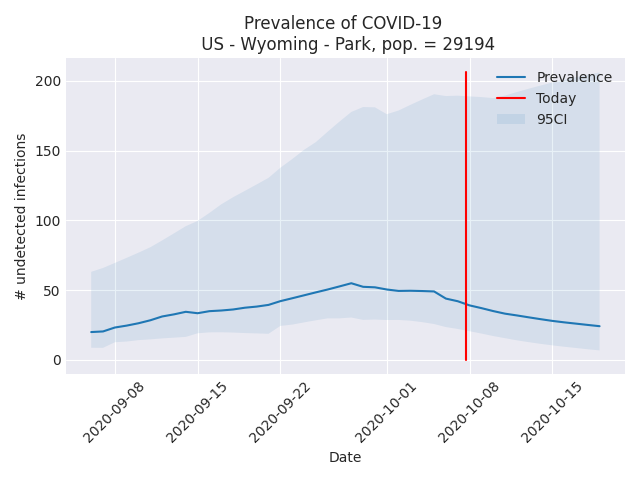 Prevalence of COVID-19
US - Wyoming - Park, pop. = 29194
# undetected infections
200
150
100
50
0
Prevalence
Today
95CI
2020-09-08
2020-09-15
2020-09-22
2020-10-01
2020-10-08
2020-10-15
Date